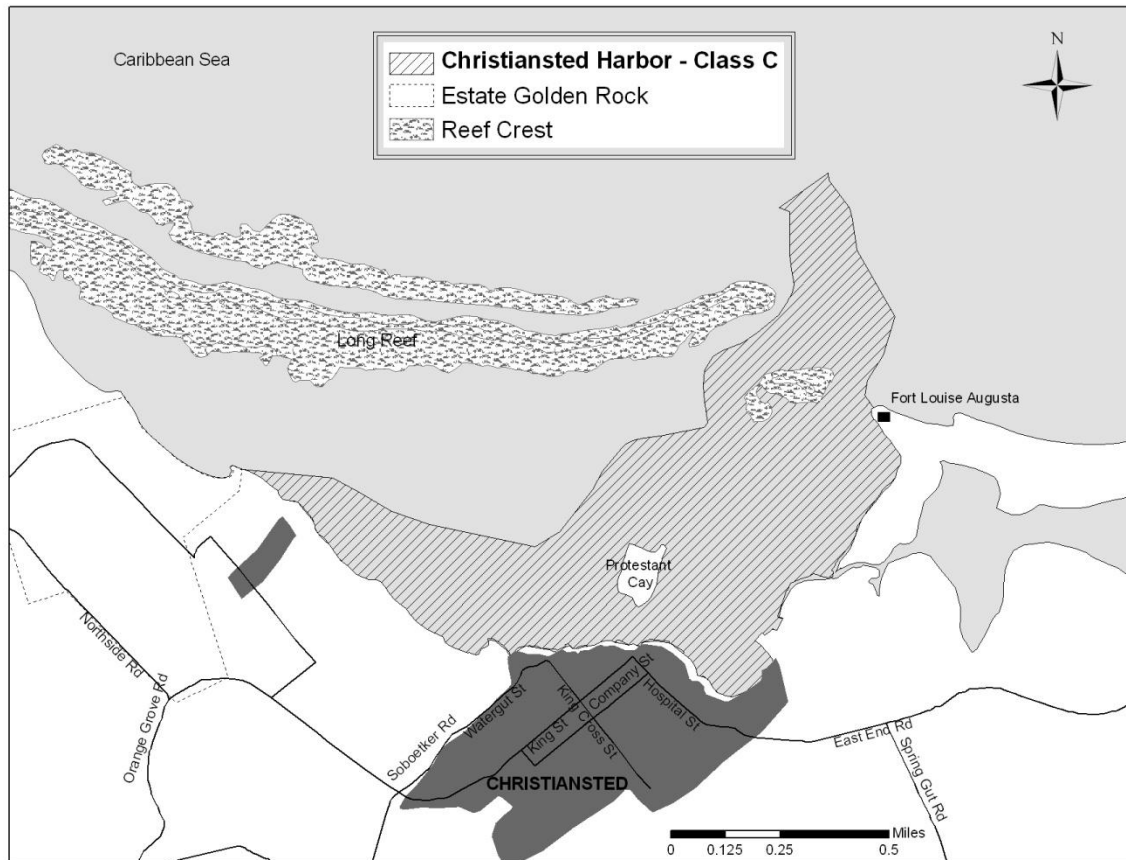 Caribbean Sea
Christiansted Harbor - Class C
Estate Golden Rock
Reef Crest
N
Long Reef
Fort Louise Augusta
Protestant
Cay
Northside Rd
Orange Grove Rd
Soboetker Rd
Watergut St
King St
King Cross St
Company St
Hospital St
East End Rd
Spring Gut Rd
CHRISTIANSTED
Miles
0 0.125 0.25 0.5